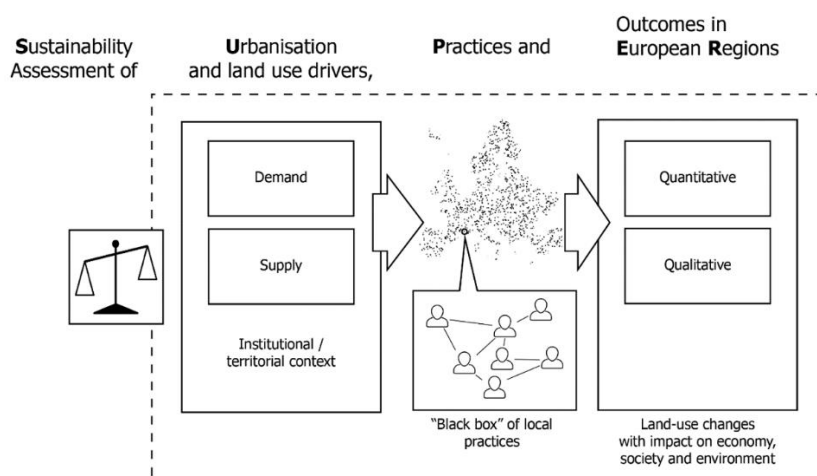 Sustainability
Assessment of
Urbanisation
and land use drivers,
Practices and
Outcomes in
European Regions
Demand
Supply
Institutional /
territorial context
"Black box" of local
practices
Quantitative
Qualitative
Land-use changes
with impact on economy,
society and environment